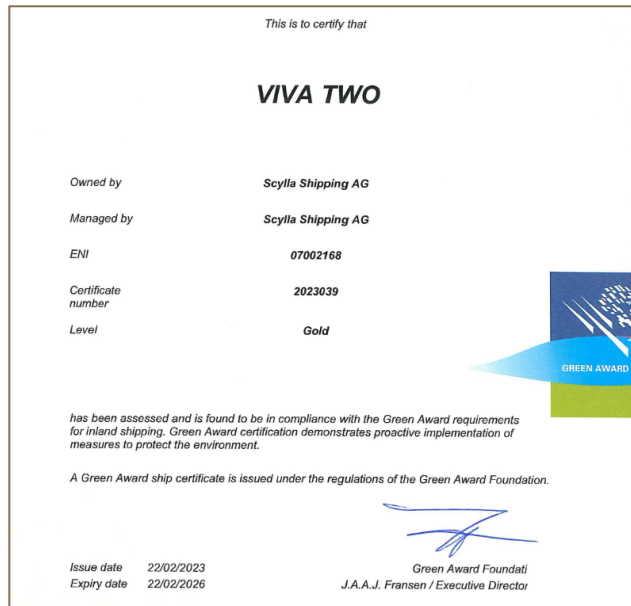 This is to certify that
VIVA TWO
Owned by Scylla Shipping AG
Managed by Scylla Shipping AG
ENI 07002168
Certificate
number 2023039
Level Gold
GREEN AWARD
has been assessed and is found to be in compliance with the Green Award requirements
for inland shipping. Green Award certification demonstrates proactive implementation of
measures to protect the environment.
A Green Award ship certificate is issued under the regulations of the Green Award Foundation.
Issue date 22/02/2023 Green Award Foundati
Expiry date 22/02/2026 J.A.A.J. Fransen / Executive Director